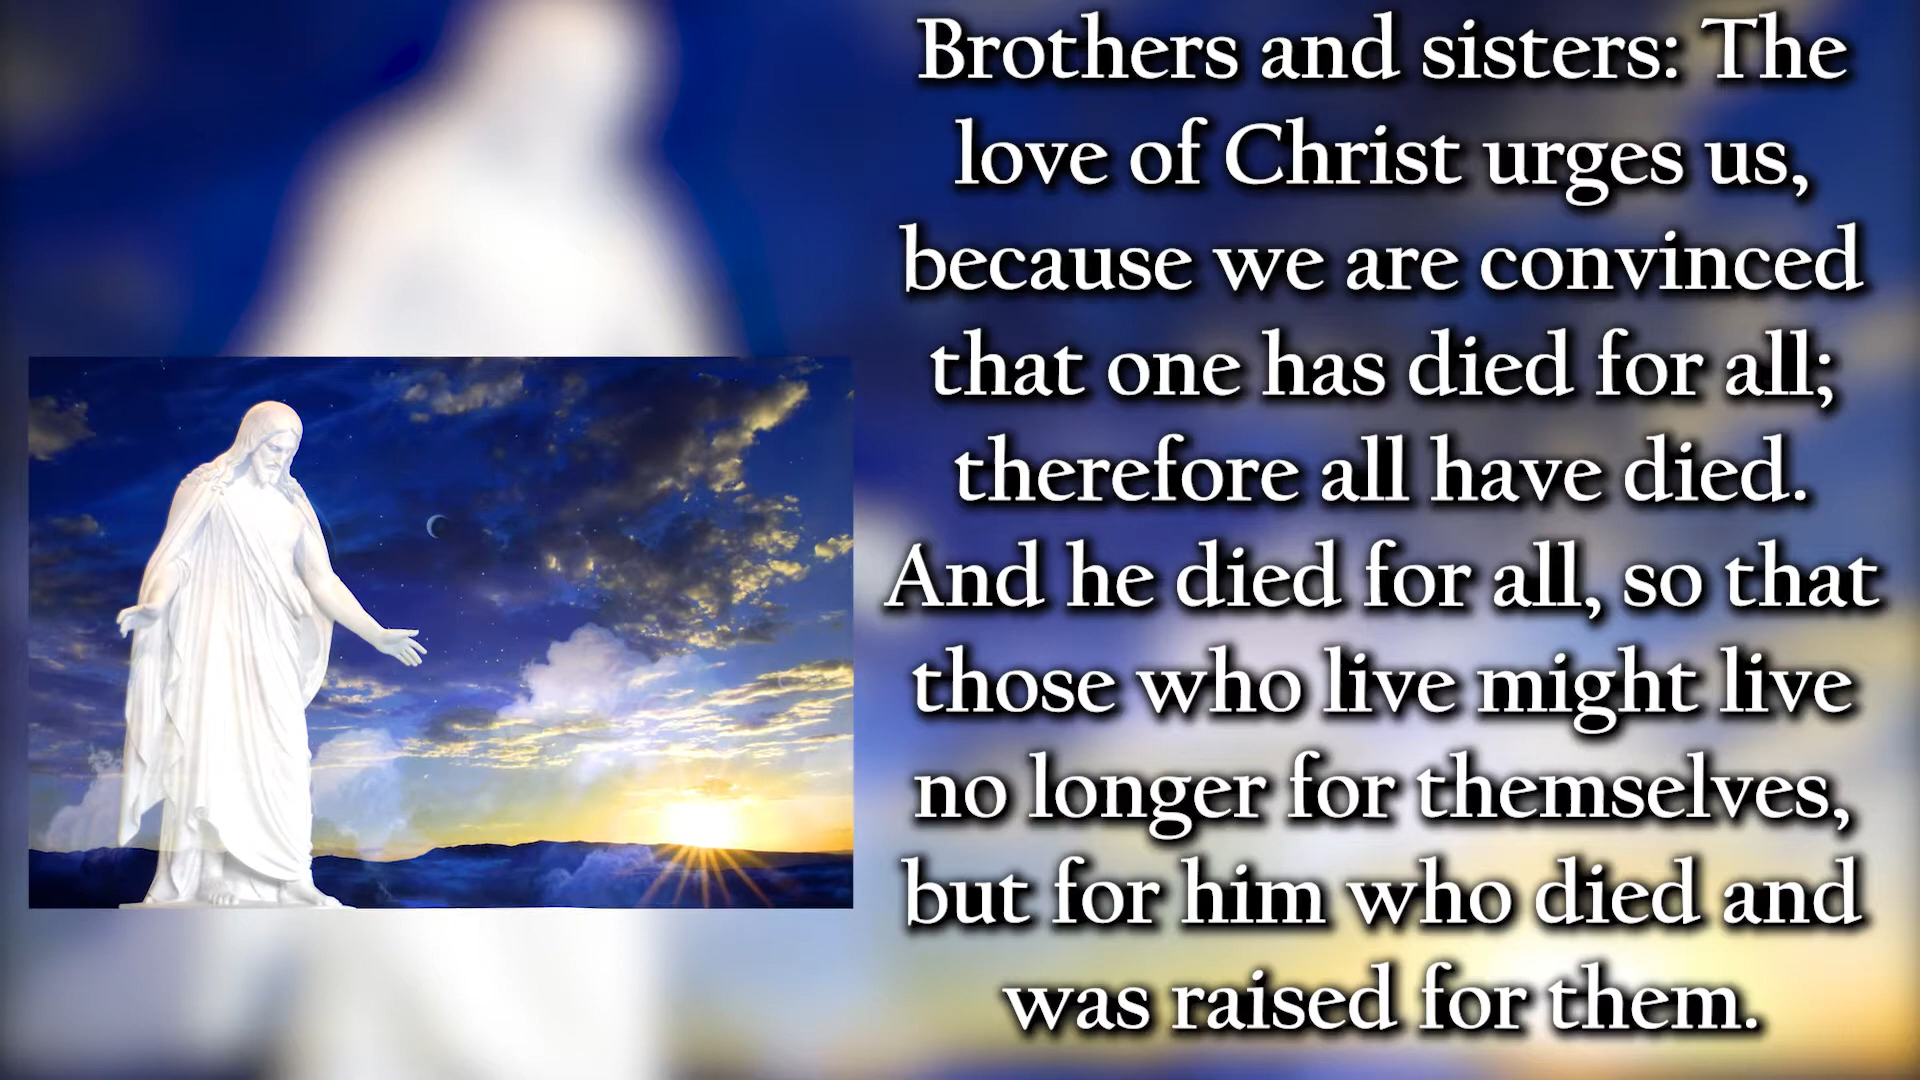 Brothers and sisters: The
love of Christ urges us,
because we are convinced
that one has died for all;
therefore all have died.
And he died for all, so that
those who live might live
no longer for themselves,
but for him who died and
was raised for them.